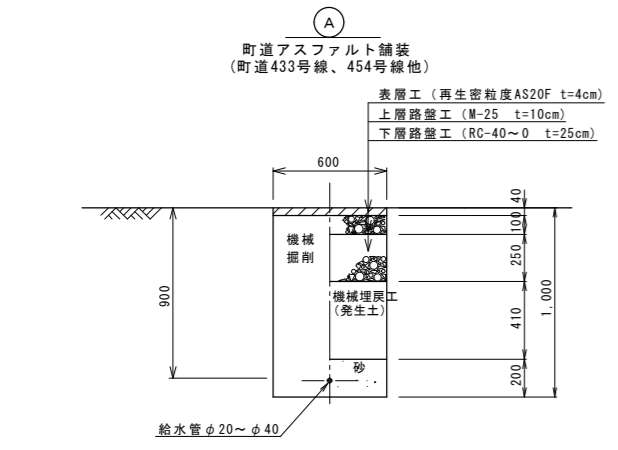 A
町道アスファルト舗装
(町道433号線、454号線他)
表層工(再生密粒度AS20F t=4cm)
上層路盤工(M-25 t=10cm)
下層路盤工(RC-40～0 t=25cm)
600
40
100
250
410
200
1,000
900
機械
掘削
機械埋戻工
(発生土)
砂
給水管φ20～φ40